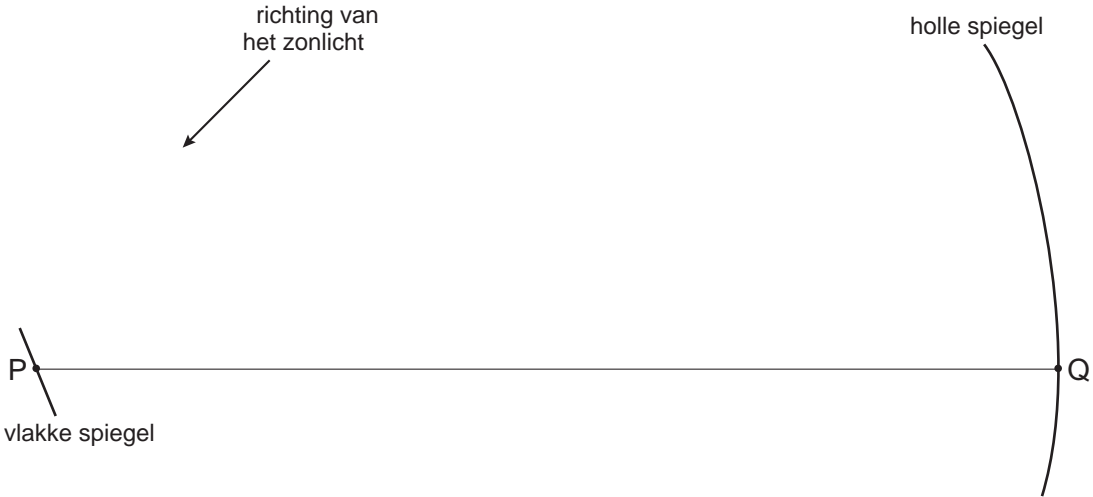 richting van
het zonlicht
holle spiegel
P
Q
vlakke spiegel